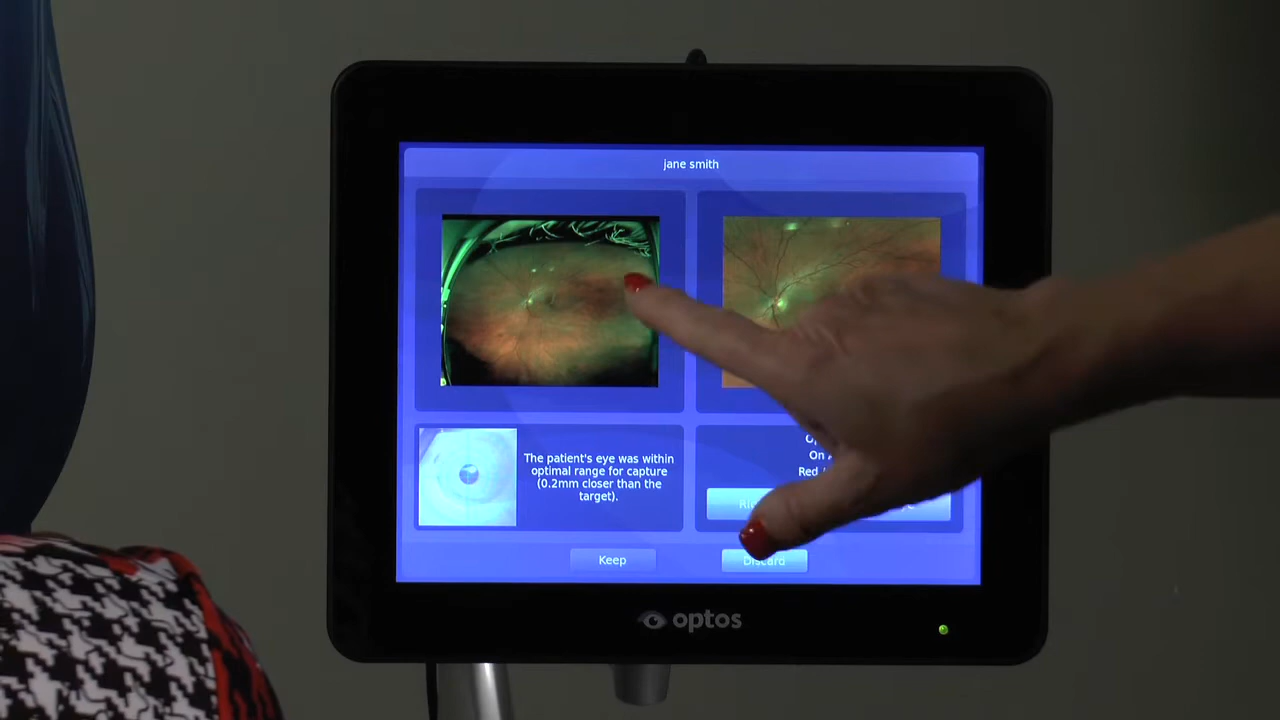 jane smith
The patient's eye was within
optimal range for capture
(0.2mm closer than the
target).
On
Red
Keep
Discard
optos